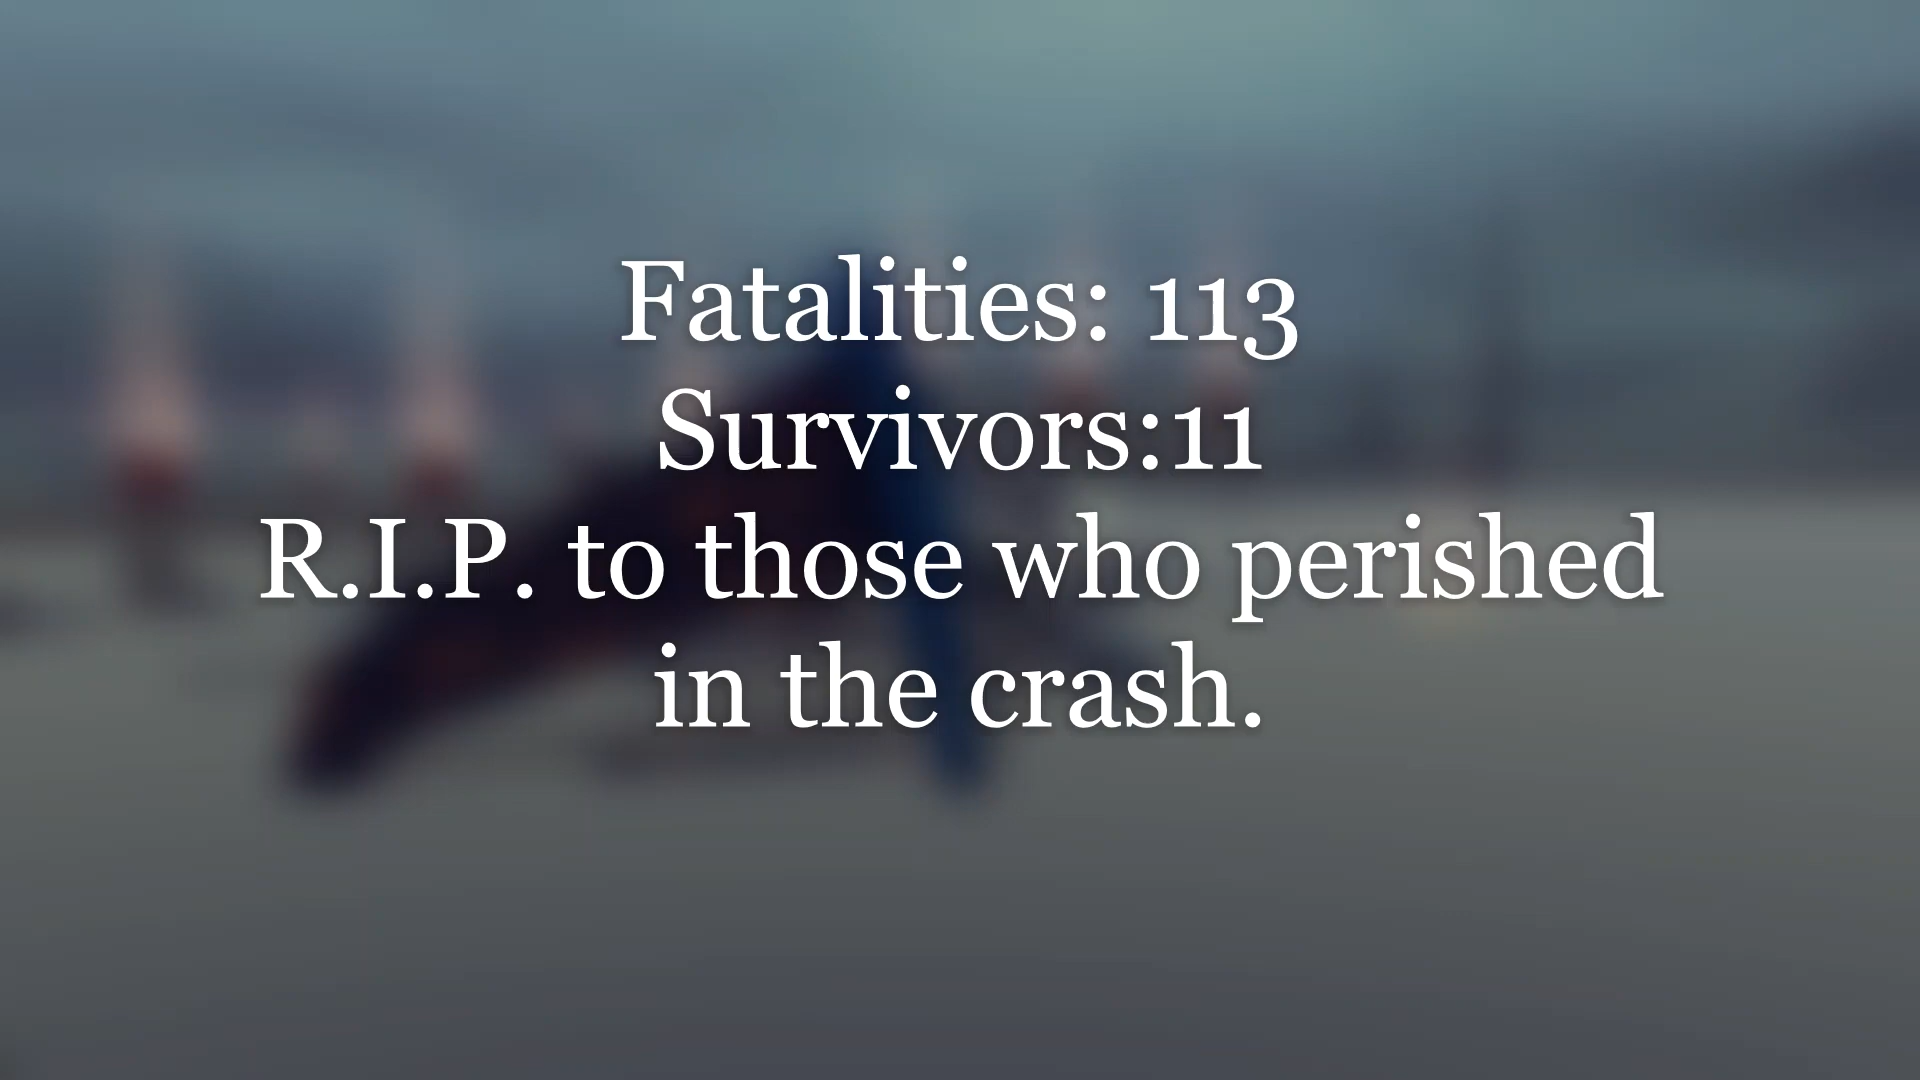 Fatalities: 113
Survivors:11
R.I.P. to those who perished
in the crash.